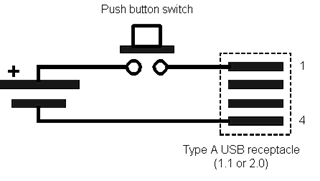 Push button switch
+
1
4
Type A USB receptacle
(1.1 or 2.0)